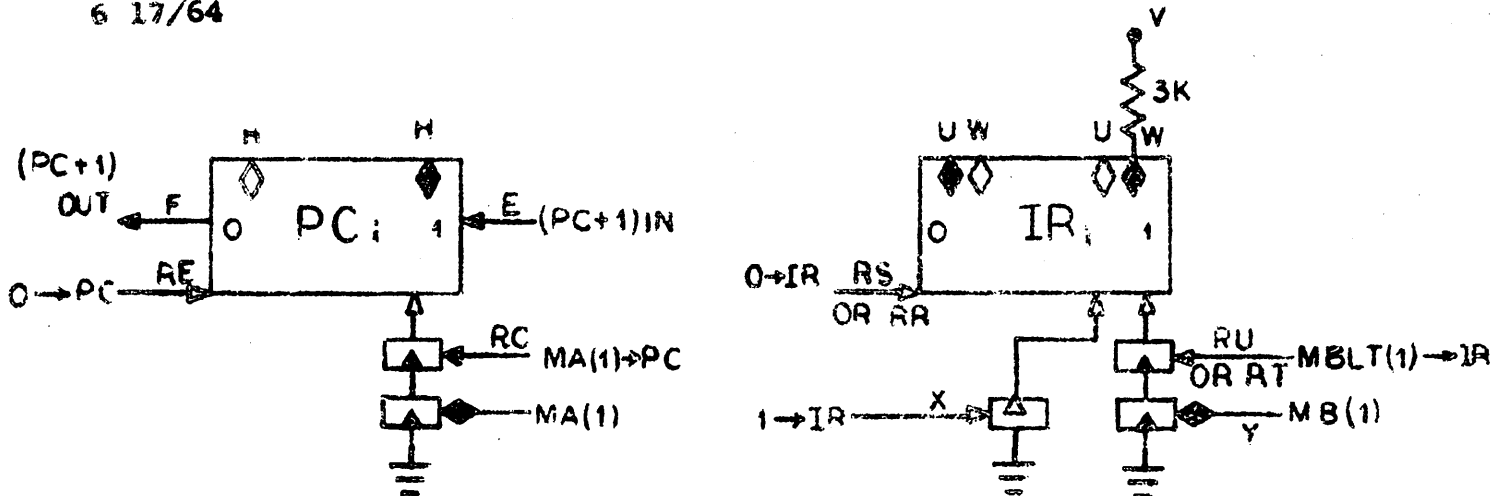 6 17/64
V
3K
H H
U W U W
(PC+1)
OUT F
0 PCi 1
E (PC+1)IN
0 IRi 1
0→PC RE
0→IR RS
OR RR
RC MA(1)→PC
RU MBLT(1)→IR
OR RT
MA(1)
1→IR X
MB(1)
Y